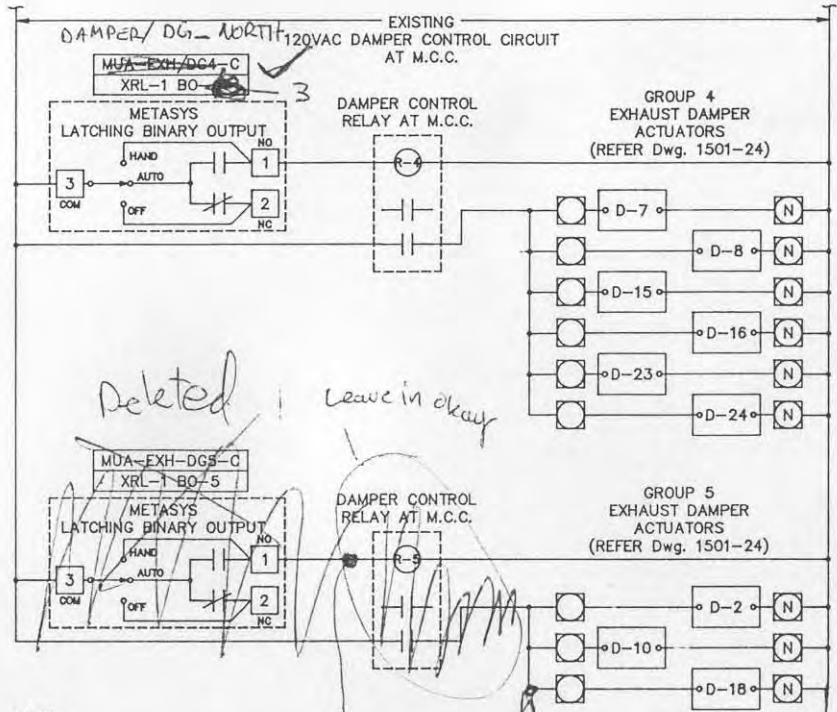 EXISTING
DAMPER/ DG_ NORTH
120VAC DAMPER CONTROL CIRCUIT
AT M.C.C.
MUA-EXH/DG4-C
XRL-1 BO-
3
METASYS
LATCHING BINARY OUTPUT
DAMPER CONTROL
RELAY AT M.C.C.
GROUP 4
EXHAUST DAMPER
ACTUATORS
(REFER Dwg. 1501-24)
NO
HAND
1
R-4
3
AUTO
COM
2
OFF
NC
D-7 N
D-8 N
D-15 N
D-16 N
D-23 N
D-24 N
Deleted
Leave in okay
MUA-EXH-DG5-C
XRL-1 BO-5
METASYS
LATCHING BINARY OUTPUT
DAMPER CONTROL
RELAY AT M.C.C.
GROUP 5
EXHAUST DAMPER
ACTUATORS
(REFER Dwg. 1501-24)
NO
HAND
1
R-5
3
AUTO
COM
2
OFF
NC
D-2 N
D-10 N
D-18 N